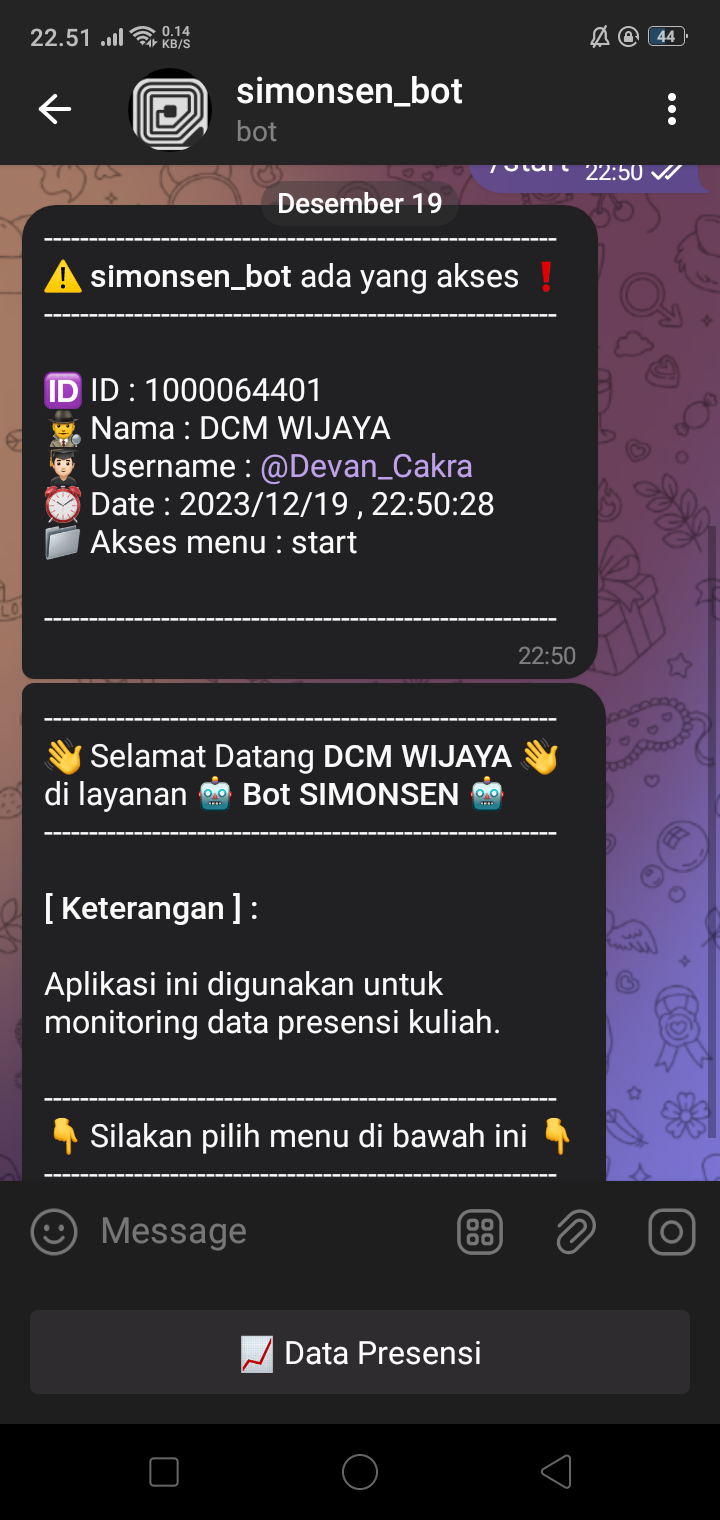 22.51 0.14 KB/S 44
simonsen_bot
bot
/start 22:50
Desember 19
---------------------------------------------------------
⚠️ simonsen_bot ada yang akses ❗
---------------------------------------------------------
🆔 ID : 1000064401
🕵️ Nama : DCM WIJAYA
👨🏻‍🎓 Username : @Devan_Cakra
⏰ Date : 2023/12/19 , 22:50:28
📁 Akses menu : start
---------------------------------------------------------
22:50
---------------------------------------------------------
👋 Selamat Datang DCM WIJAYA 👋
di layanan 🤖 Bot SIMONSEN 🤖
---------------------------------------------------------
[ Keterangan ] :
Aplikasi ini digunakan untuk
monitoring data presensi kuliah.
---------------------------------------------------------
👇 Silakan pilih menu di bawah ini 👇
---------------------------------------------------------
Message
📈 Data Presensi